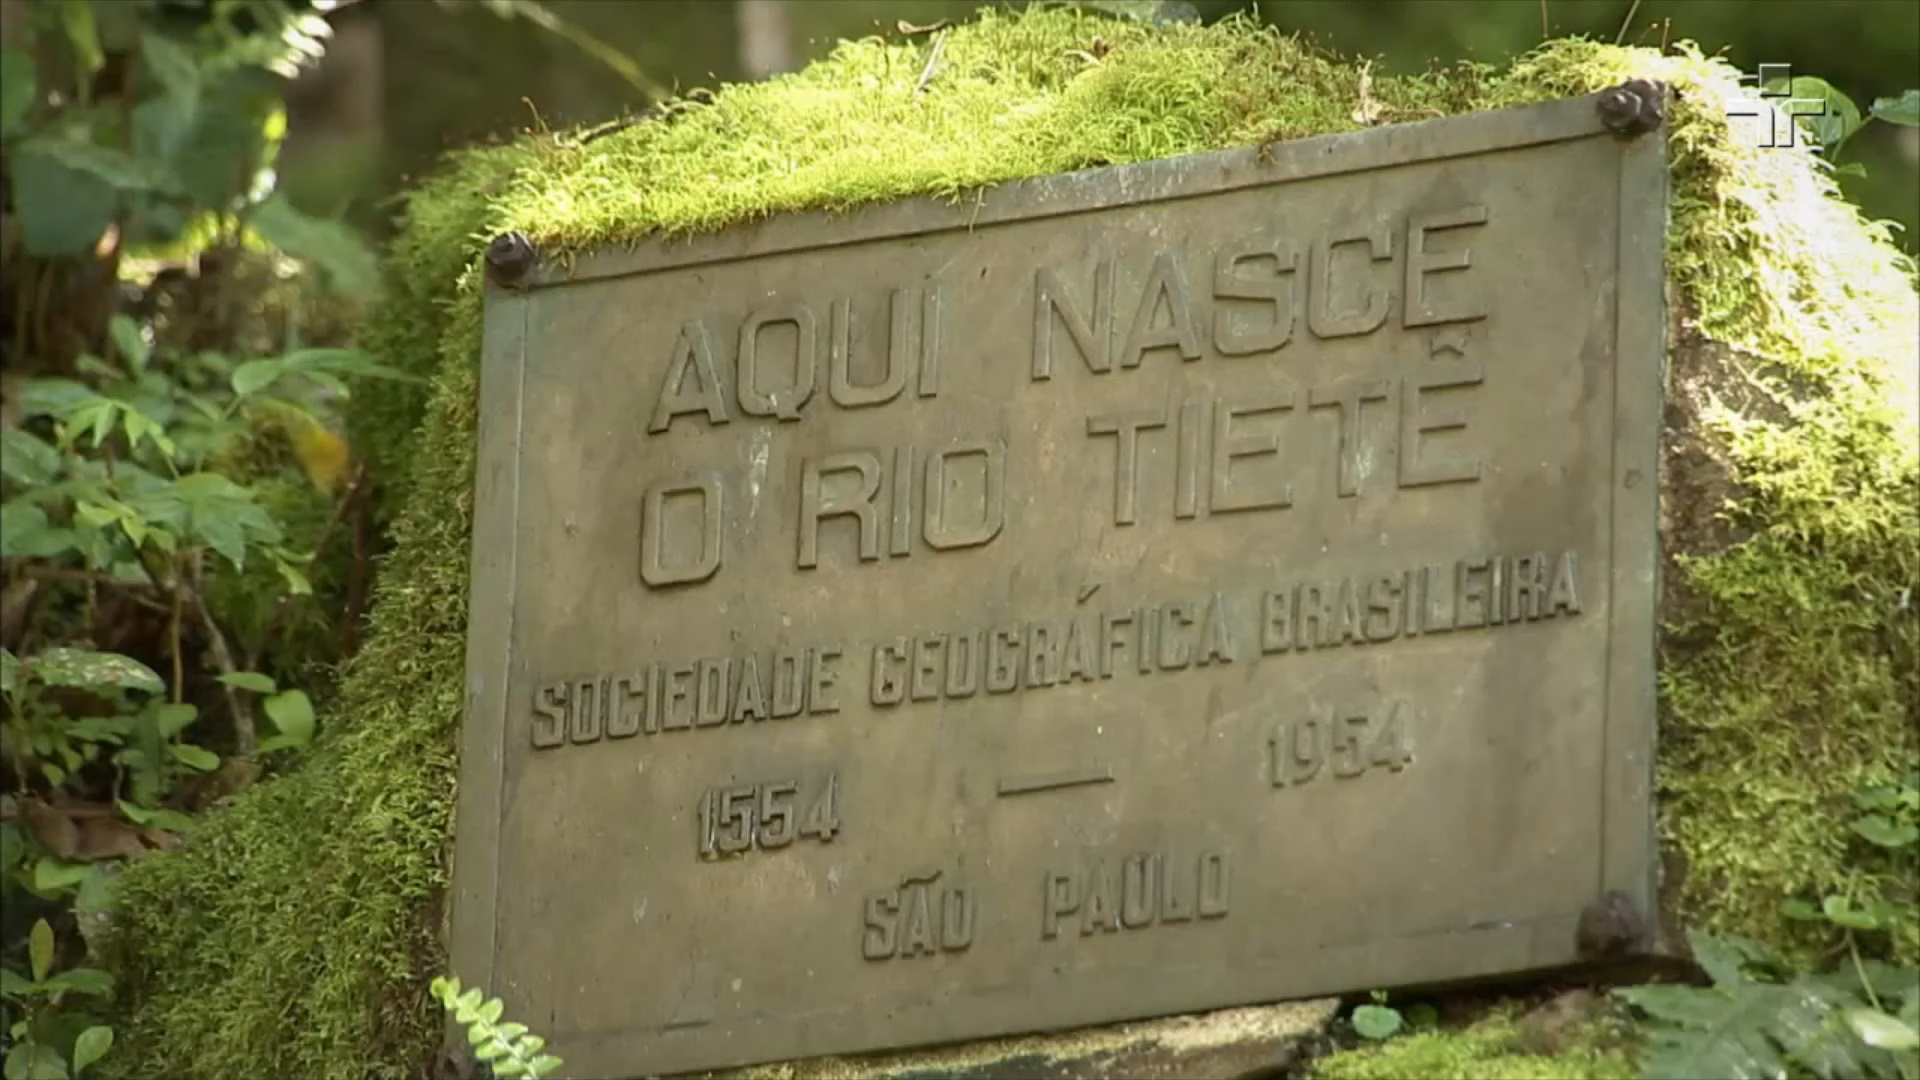 AQUI NASCE
O RIO TIETÊ
SOCIEDADE GEOGRÁFICA BRASILEIRA
1554 — 1954
SÃO PAULO